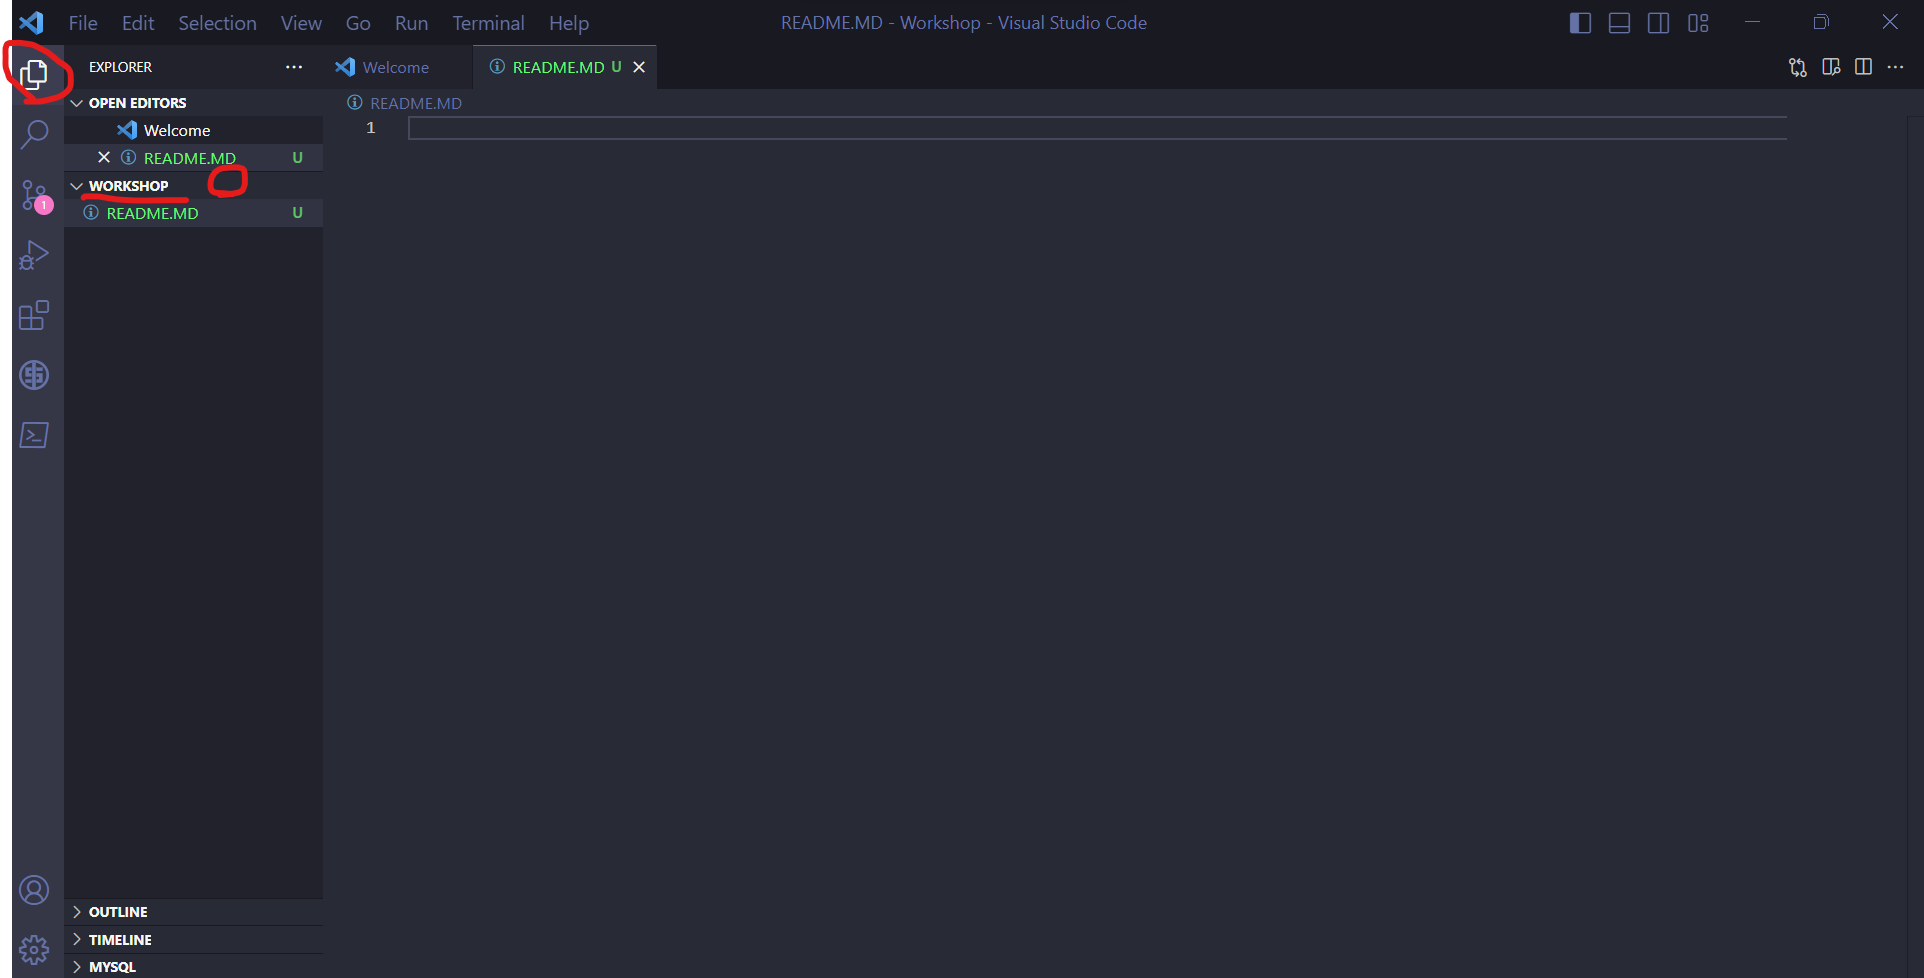 File Edit Selection View Go Run Terminal Help README.MD - Workshop - Visual Studio Code
EXPLORER
Welcome
README.MD U
OPEN EDITORS
README.MD
Welcome
1
README.MD U
WORKSHOP
README.MD U
1
OUTLINE
TIMELINE
MYSQL